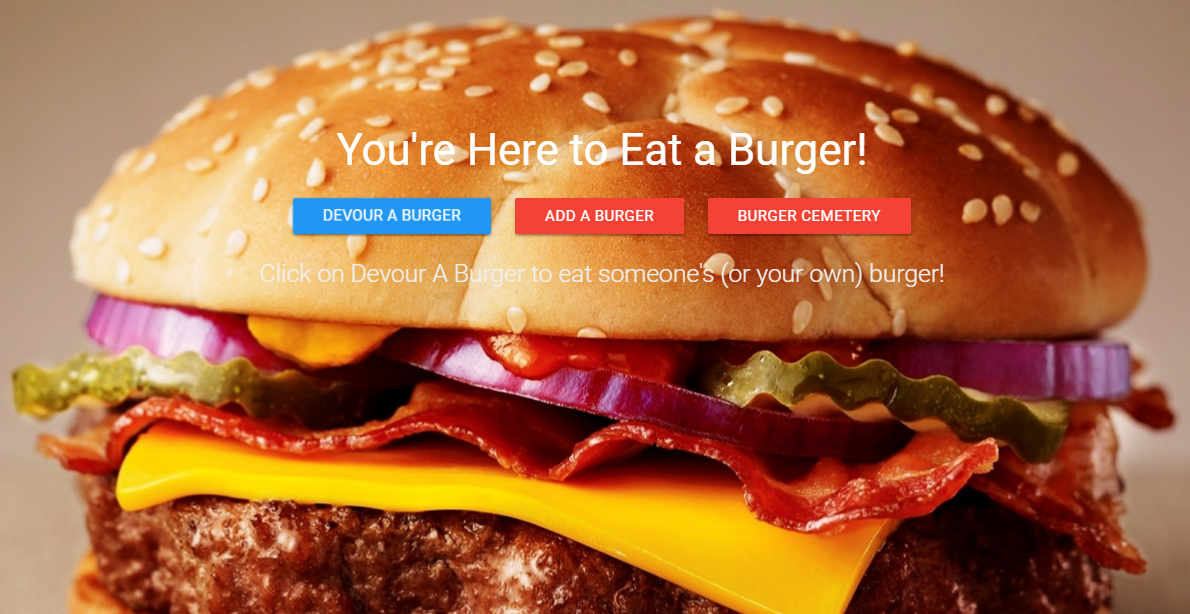 You're Here to Eat a Burger!
DEVOUR A BURGER ADD A BURGER BURGER CEMETERY
Click on Devour A Burger to eat someone's (or your own) burger!